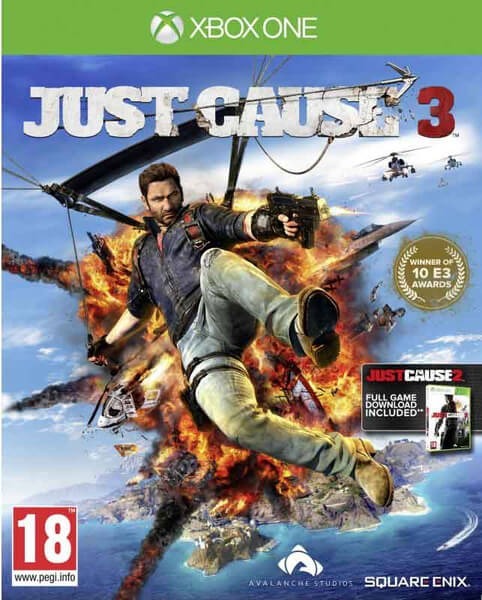 XBOX ONE
JUST CAUSE 3™
WINNER OF
10 E3
AWARDS
JUST CAUSE 2
FULL GAME
DOWNLOAD
INCLUDED**
18
www.pegi.info
AVALANCHE STUDIOS
SQUARE ENIX.